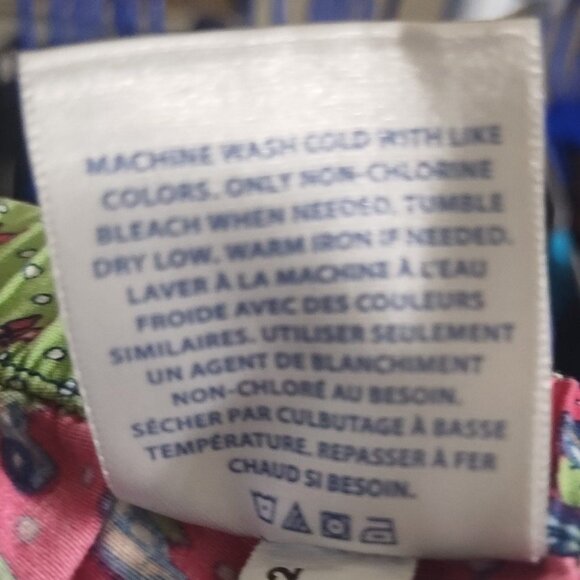 MACHINE WASH COLD WITH LIKE
COLORS. ONLY NON-CHLORINE
BLEACH WHEN NEEDED, TUMBLE
DRY LOW. WARM IRON IF NEEDED.
LAVER À LA MACHINE À L'EAU
FROIDE AVEC DES COULEURS
SIMILAIRES. UTILISER SEULEMENT
UN AGENT DE BLANCHIMENT
NON-CHLORÉ AU BESOIN.
SÉCHER PAR CULBUTAGE À BASSE
TEMPÉRATURE. REPASSER À FER
CHAUD SI BESOIN.
2